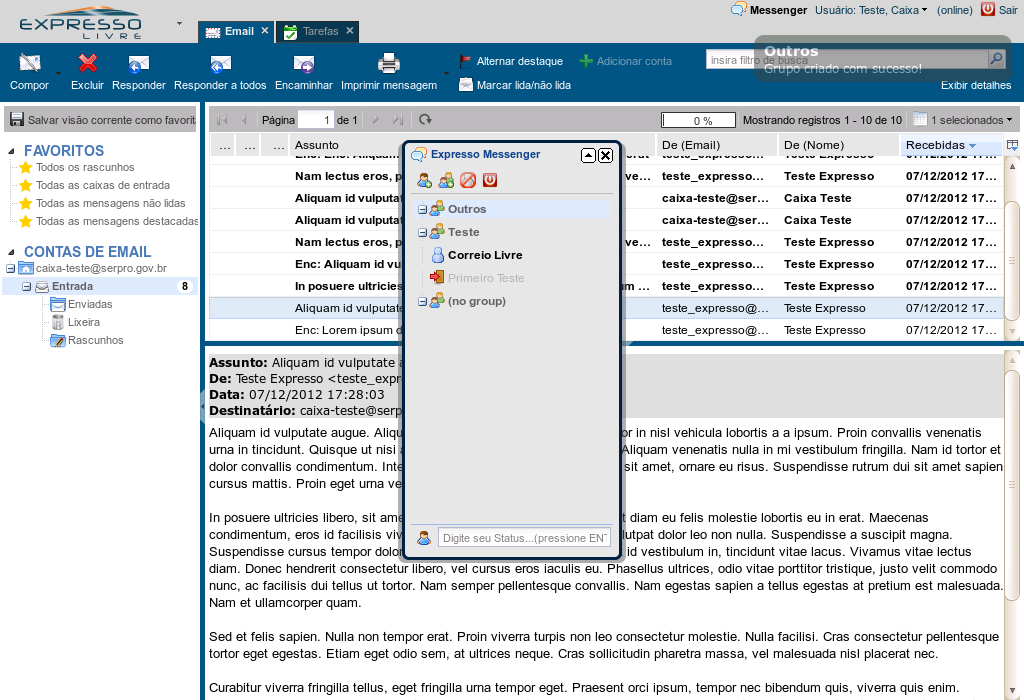 EXPRESSO
LIVRE
Email
Tarefas
Messenger
Usuário: Teste, Caixa
(online)
Sair
Compor
Excluir
Responder
Responder a todos
Encaminhar
Imprimir mensagem
Alternar destaque
Marcar lida/não lida
Adicionar conta
insira filtro de busca
Outros
Grupo criado com sucesso!
Exibir detalhes
Salvar visão corrente como favorit
FAVORITOS
Todos os rascunhos
Todas as caixas de entrada
Todas as mensagens não lidas
Todas as mensagens destacadas
CONTAS DE EMAIL
caixa-teste@serpro.gov.br
Entrada 8
Enviadas
Lixeira
Rascunhos
Página 1 de 1
0 %
Mostrando registros 1 - 10 de 10
1 selecionados
... ... ... Assunto De (Email) De (Nome) Recebidas
Enc: Enc: Aliquam
Nam lectus eros, p ve... teste_expresso... Teste Expresso 07/12/2012 17...
Aliquam id vulputat caixa-teste@ser... Caixa Teste 07/12/2012 17...
Aliquam id vulputat caixa-teste@ser... Caixa Teste 07/12/2012 17...
Nam lectus eros, p ve... teste_expresso... Teste Expresso 07/12/2012 17...
Enc: Aliquam id vu teste_expresso... Teste Expresso 07/12/2012 17...
In posuere ultricies m ... teste_expresso... Teste Expresso 07/12/2012 17...
Aliquam id vulputate teste_expresso@... Teste Expresso 07/12/2012 17...
Enc: Lorem ipsum d teste_expresso@... Teste Expresso 07/12/2012 17...
Expresso Messenger
Outros
Teste
Correio Livre
Primeiro Teste
(no group)
Digite seu Status...(pressione EN
Assunto: Aliquam id vulputate a
De: Teste Expresso <teste_expr
Data: 07/12/2012 17:28:03
Destinatário: caixa-teste@serp
Aliquam id vulputate augue. Aliqu or in nisl vehicula lobortis a a ipsum. Proin convallis venenatis
urna in tincidunt. Quisque ut nisi a Aliquam venenatis nulla in mi vestibulum fringilla. Nam id tortor et
dolor convallis condimentum. Inte sit amet, ornare eu risus. Suspendisse rutrum dui sit amet sapien
cursus mattis. Proin eget urna ve
In posuere ultricies libero, sit ame t diam eu felis molestie lobortis eu in erat. Maecenas
condimentum, eros id facilisis viv lutpat dolor leo non nulla. Suspendisse a suscipit magna.
Suspendisse cursus tempor dolor id vestibulum in, tincidunt vitae lacus. Vivamus vitae lectus
diam. Donec hendrerit consectetur libero, vel cursus eros iaculis eu. Phasellus ultrices, odio vitae porttitor tristique, justo velit commodo
nunc, ac facilisis dui tellus ut tortor. Nam semper pellentesque convallis. Nam egestas sapien a tellus egestas at pretium est malesuada.
Nam et ullamcorper quam.
Sed et felis sapien. Nulla non tempor erat. Proin viverra turpis non leo consectetur molestie. Nulla facilisi. Cras consectetur pellentesque
tortor eget egestas. Etiam eget odio sem, at ultrices neque. Cras sollicitudin pharetra massa, vel malesuada nisl placerat nec.
Curabitur viverra fringilla tellus, eget fringilla urna tempor eget. Praesent orci ipsum, tempor nec bibendum quis, viverra quis enim.